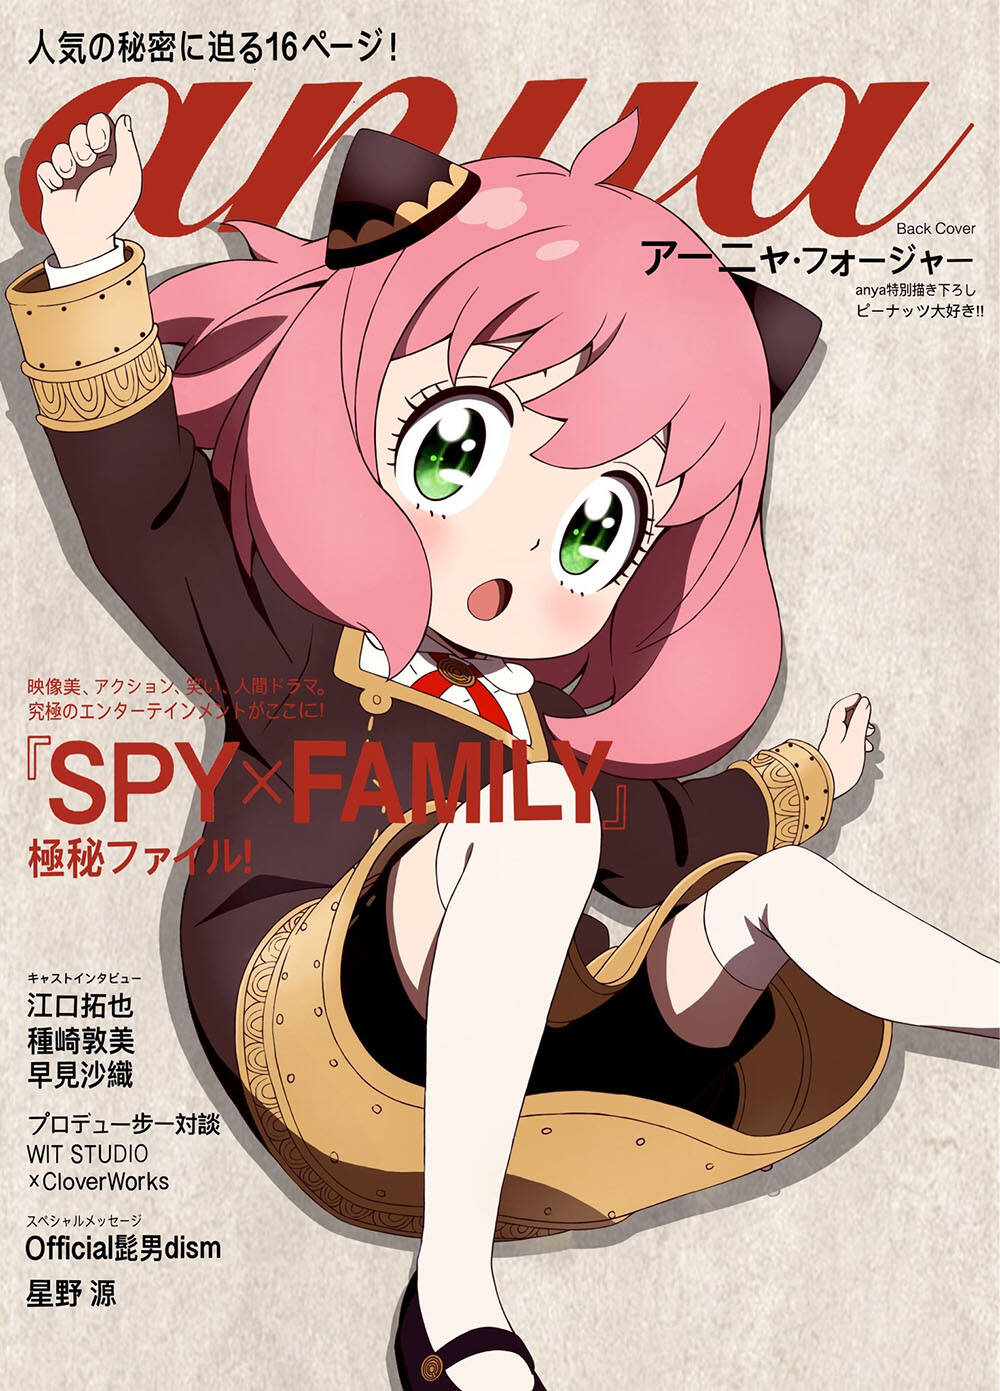 人気の秘密に迫る16ページ!
anya
Back Cover
アーニャ・フォージャー
anya特別描き下ろし
ピーナッツ大好き!!
映像美、アクション、笑い、人間ドラマ。
究極のエンターテインメントがここに!
『SPY×FAMILY』
極秘ファイル!
キャストインタビュー
江口拓也
種崎敦美
早見沙織
プロデュー歩一対談
WIT STUDIO
×CloverWorks
スペシャルメッセージ
Official髭男dism
星野 源